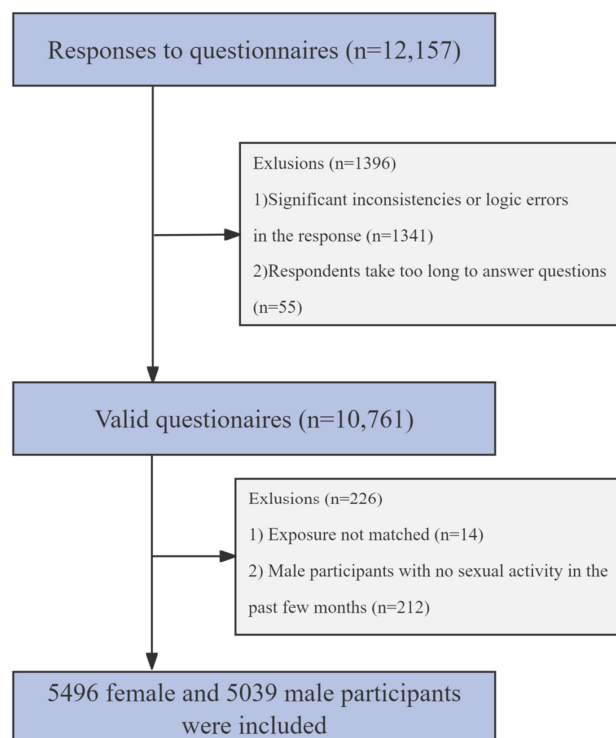 Responses to questionnaires (n=12,157)
Exlusions (n=1396)
1)Significant inconsistencies or logic errors
in the response (n=1341)
2)Respondents take too long to answer questions
(n=55)
Valid questionaires (n=10,761)
Exlusions (n=226)
1) Exposure not matched (n=14)
2) Male participants with no sexual activity in the
past few months (n=212)
5496 female and 5039 male participants
were included